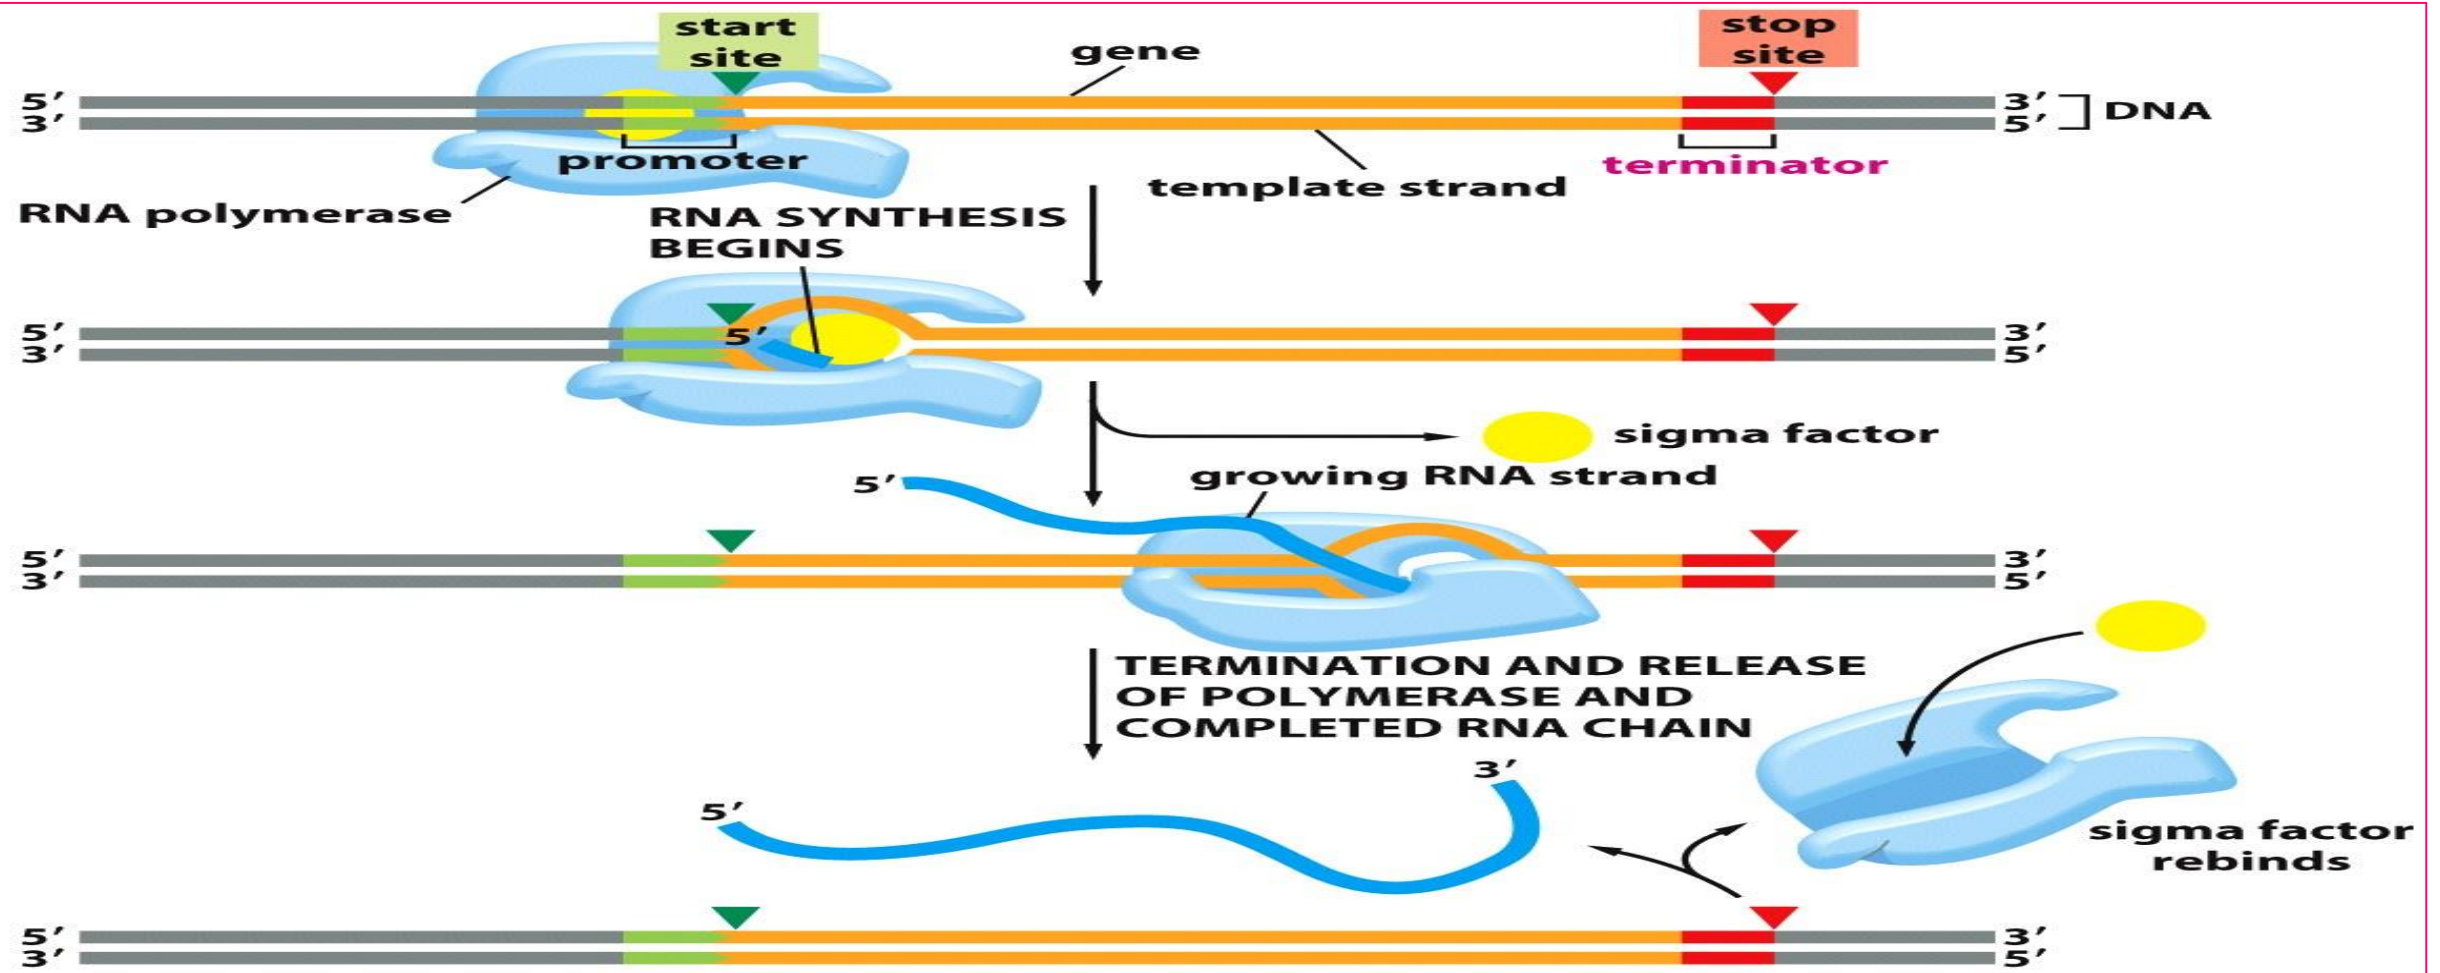 start
site
stop
site
gene
5′
3′
3′
5′
DNA
promoter
terminator
template strand
RNA polymerase
RNA SYNTHESIS
BEGINS
5′
3′
5′
3′
5′
sigma factor
growing RNA strand
5′
5′
3′
3′
5′
TERMINATION AND RELEASE
OF POLYMERASE AND
COMPLETED RNA CHAIN
3′
5′
sigma factor
rebinds
5′
3′
3′
5′